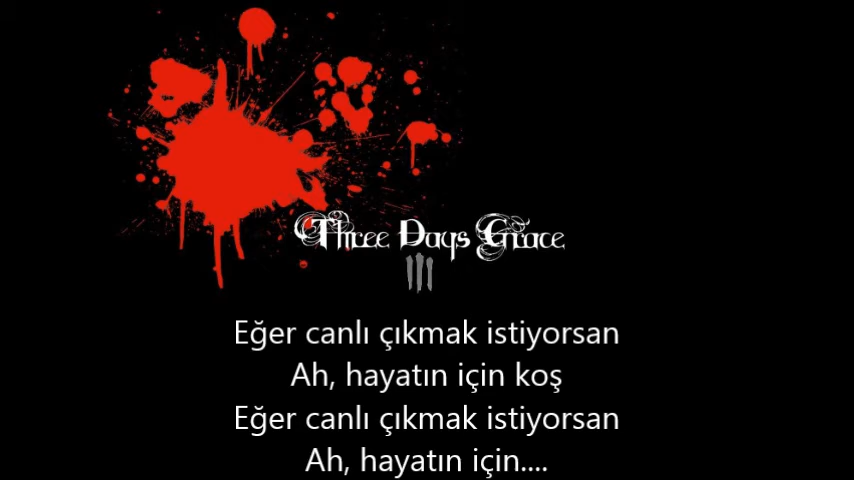 Three Days Grace
Eğer canlı çıkmak istiyorsan
Ah, hayatın için koş
Eğer canlı çıkmak istiyorsan
Ah, hayatın için....